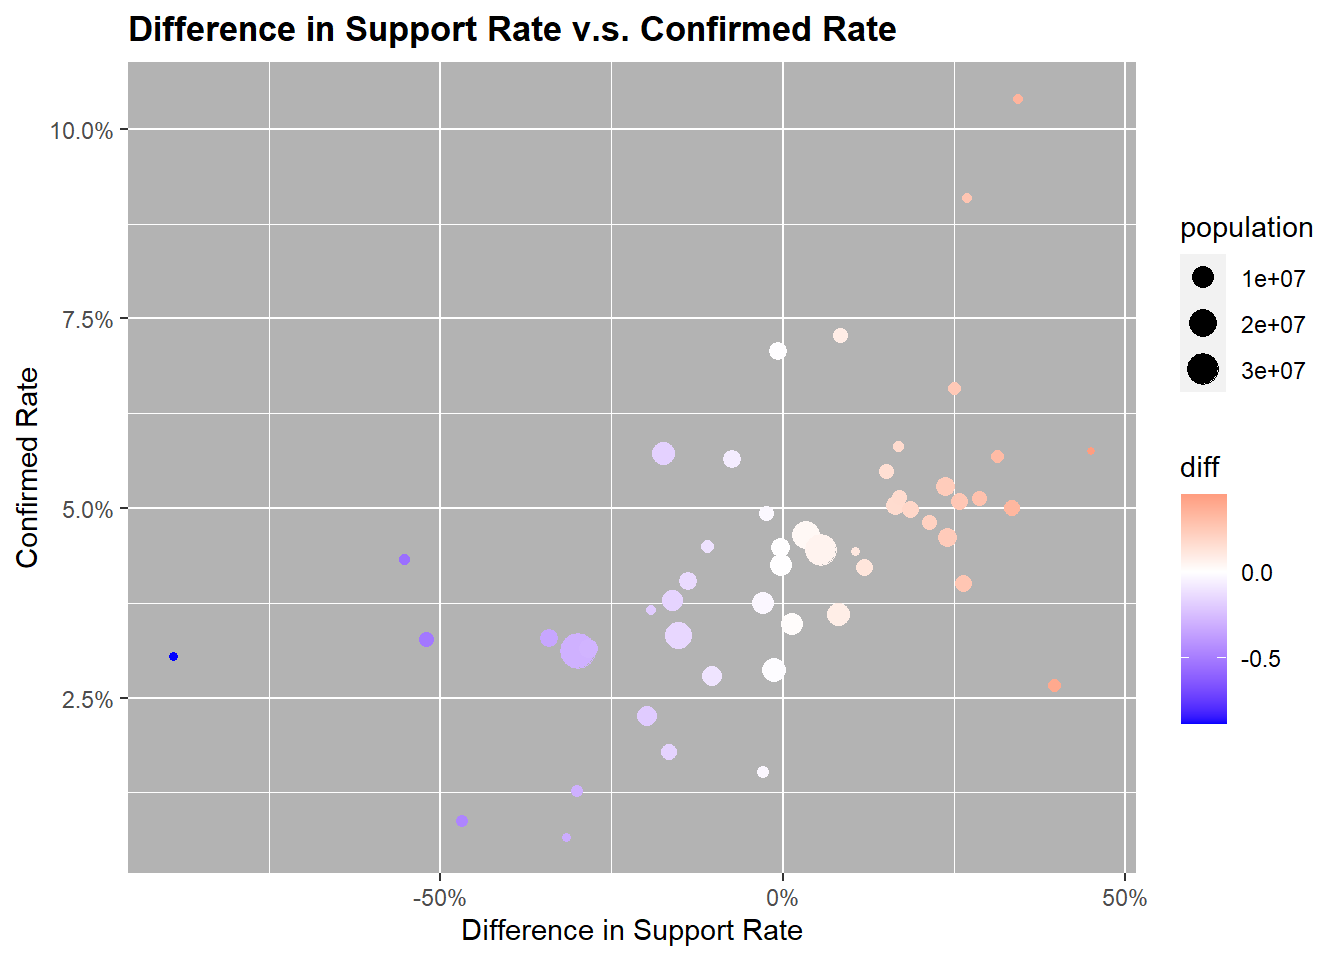 Difference in Support Rate v.s. Confirmed Rate
10.0%
7.5%
5.0%
2.5%
Confirmed Rate
-50%
0%
50%
Difference in Support Rate
population
1e+07
2e+07
3e+07
diff
0.0
-0.5